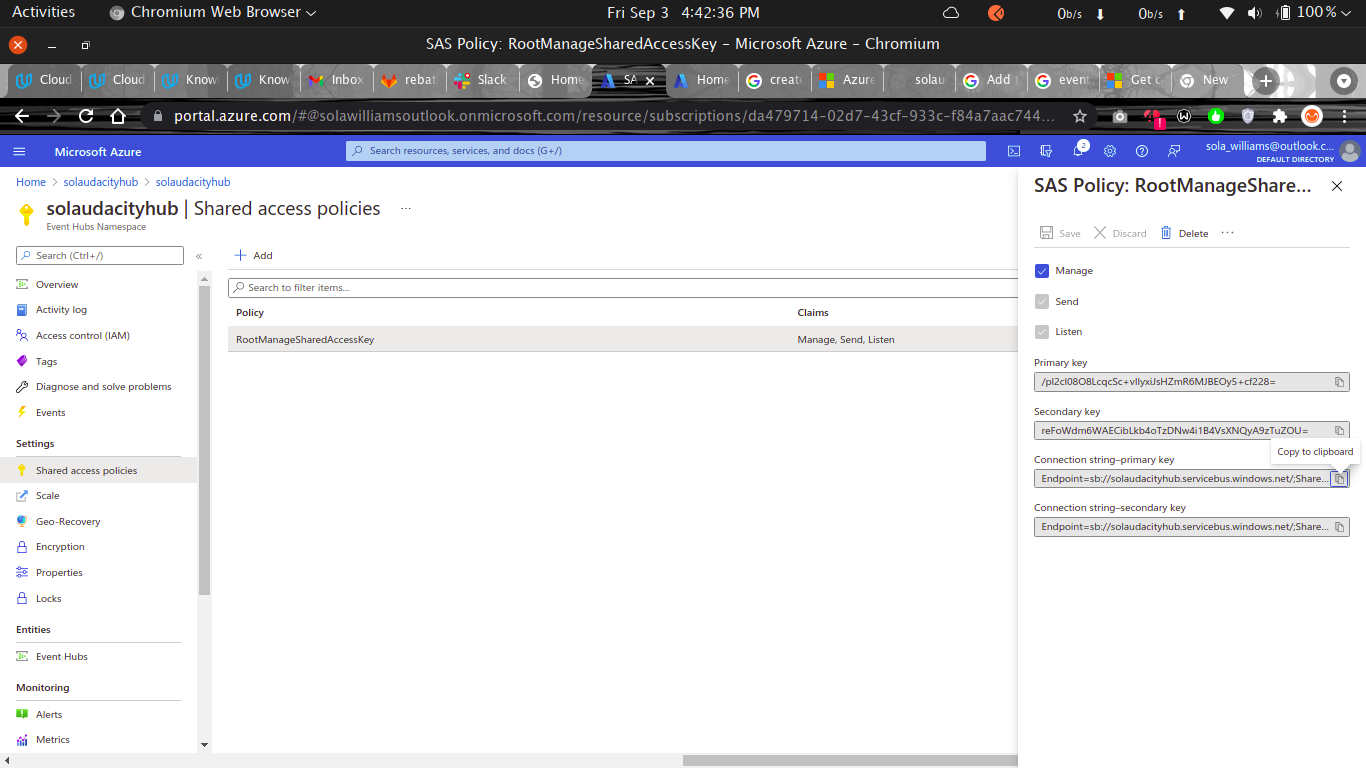 Activities
Chromium Web Browser
Fri Sep 3 4:42:36 PM
0b/s
0b/s
100%
SAS Policy: RootManageSharedAccessKey – Microsoft Azure – Chromium
Cloud
Cloud
Know
Know
Inbox
rebat
Slack
Home
SA
Home
create
Azure
solau
Add
event
Get
New
portal.azure.com/#@solawilliamsoutlook.onmicrosoft.com/resource/subscriptions/da479714-02d7-43cf-933c-f84a7aac744...
Microsoft Azure
Search resources, services, and docs (G+/)
2
sola_williams@outlook.c...
DEFAULT DIRECTORY
Home > solaudacityhub > solaudacityhub
solaudacityhub | Shared access policies ...
Event Hubs Namespace
Search (Ctrl+/)
«
Overview
Activity log
Access control (IAM)
Tags
Diagnose and solve problems
Events
Settings
Shared access policies
Scale
Geo-Recovery
Encryption
Properties
Locks
Entities
Event Hubs
Monitoring
Alerts
Metrics
Add
Search to filter items...
Policy
Claims
RootManageSharedAccessKey
Manage, Send, Listen
SAS Policy: RootManageShare...
Save
Discard
Delete
...
Manage
Send
Listen
Primary key
Secondary key
reFoWdm6WAECibLkb4oTzDNw4i1B4VsXNQyA9zTuZOU=
Copy to clipboard
Connection string–primary key
Endpoint=sb://solaudacityhub.servicebus.windows.net/;Share...
Connection string–secondary key
Endpoint=sb://solaudacityhub.servicebus.windows.net/;Share...